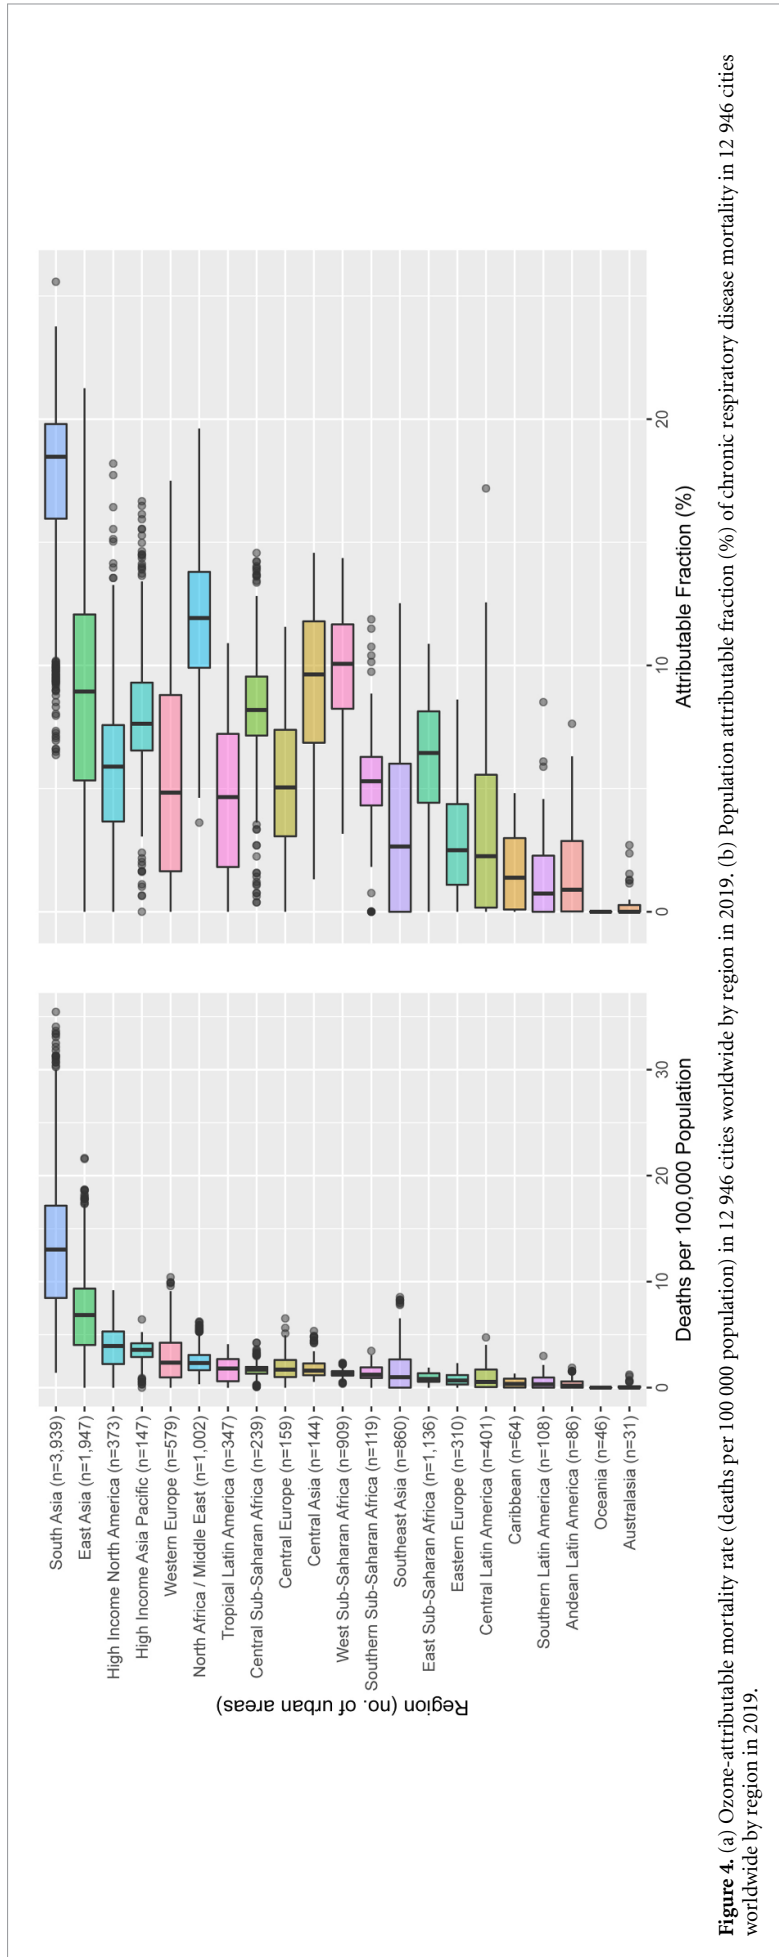 South Asia (n=3,939)
East Asia (n=1,947)
High Income North America (n=373)
High Income Asia Pacific (n=147)
Western Europe (n=579)
North Africa / Middle East (n=1,002)
Tropical Latin America (n=347)
Central Sub-Saharan Africa (n=239)
Central Europe (n=159)
Central Asia (n=144)
West Sub-Saharan Africa (n=909)
Southern Sub-Saharan Africa (n=119)
Southeast Asia (n=860)
East Sub-Saharan Africa (n=1,136)
Eastern Europe (n=310)
Central Latin America (n=401)
Caribbean (n=64)
Southern Latin America (n=108)
Andean Latin America (n=86)
Oceania (n=46)
Australasia (n=31)
Region (no. of urban areas)
0
10
20
30
Deaths per 100,000 Population
0
10
20
Attributable Fraction (%)
Figure 4. (a) Ozone-attributable mortality rate (deaths per 100 000 population) in 12 946 cities worldwide by region in 2019. (b) Population attributable fraction (%) of chronic respiratory disease mortality in 12 946 cities
worldwide by region in 2019.